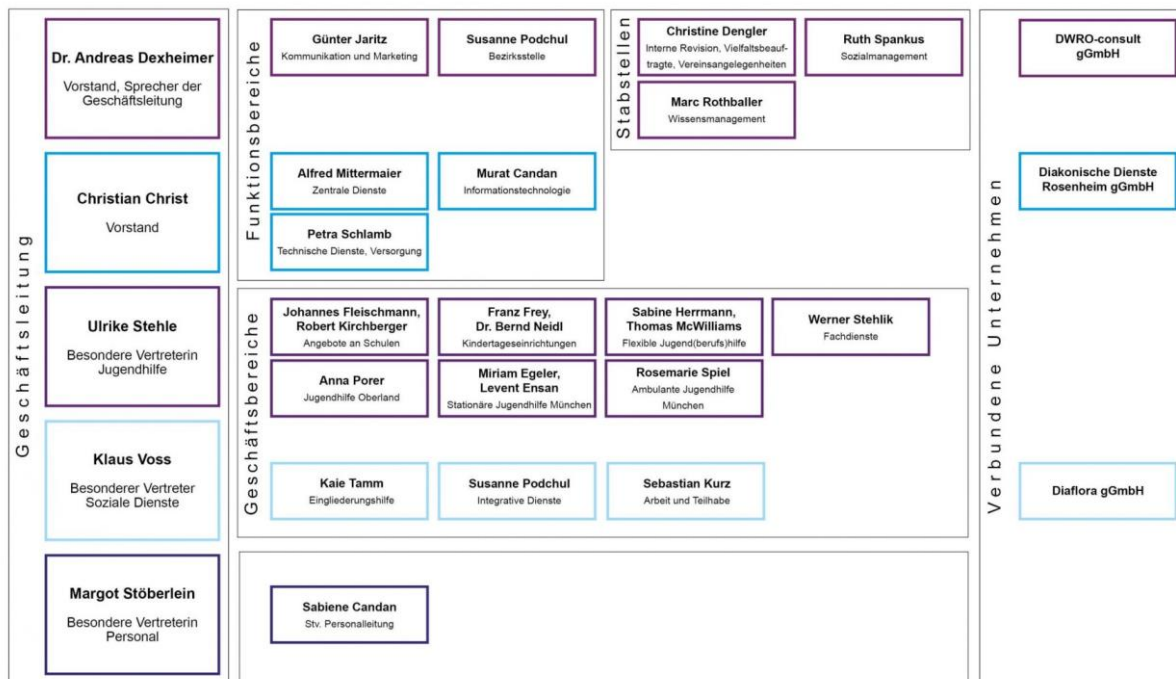 Geschäftsleitung
Dr. Andreas Dexheimer
Vorstand, Sprecher der
Geschäftsleitung
Christian Christ
Vorstand
Ulrike Stehle
Besondere Vertreterin
Jugendhilfe
Klaus Voss
Besonderer Vertreter
Soziale Dienste
Margot Stöberlein
Besondere Vertreterin
Personal
Funktionsbereiche
Günter Jaritz
Kommunikation und Marketing
Susanne Podchul
Bezirksstelle
Alfred Mittermaier
Zentrale Dienste
Murat Candan
Informationstechnologie
Petra Schlamb
Technische Dienste, Versorgung
Stabstellen
Christine Dengler
Interne Revision, Vielfaltsbeauf-
tragte, Vereinsangelegenheiten
Ruth Spankus
Sozialmanagement
Marc Rothballer
Wissensmanagement
Geschäftsbereiche
Johannes Fleischmann,
Robert Kirchberger
Angebote an Schulen
Franz Frey,
Dr. Bernd Neidl
Kindertageseinrichtungen
Sabine Herrmann,
Thomas McWilliams
Flexible Jugend(berufs)hilfe
Werner Stehlik
Fachdienste
Anna Porer
Jugendhilfe Oberland
Miriam Egeler,
Levent Ensan
Stationäre Jugendhilfe München
Rosemarie Spiel
Ambulante Jugendhilfe
München
Kaie Tamm
Eingliederungshilfe
Susanne Podchul
Integrative Dienste
Sebastian Kurz
Arbeit und Teilhabe
Sabiene Candan
Stv. Personalleitung
Verbundene Unternehmen
DWRO-consult
gGmbH
Diakonische Dienste
Rosenheim gGmbH
Diaflora gGmbH